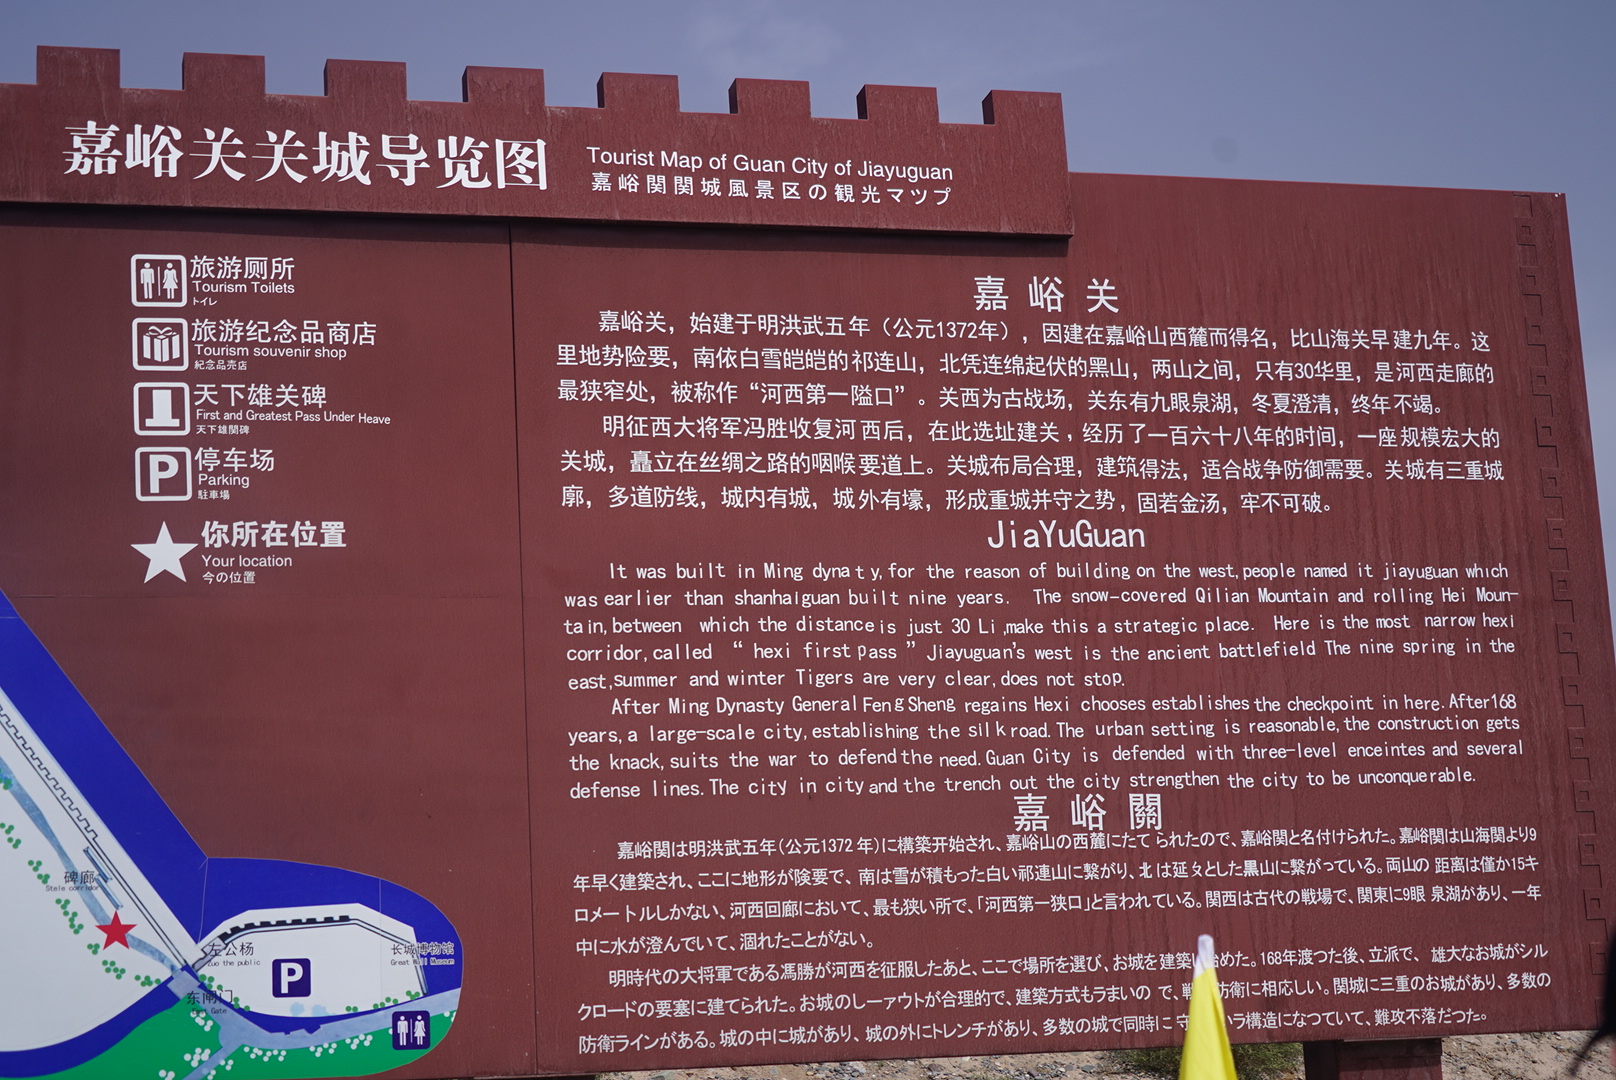 嘉峪关关城导览图
Tourist Map of Guan City of Jiayuguan
嘉峪関関城風景区の観光マップ
旅游厕所
Tourism Toilets
トイレ
旅游纪念品商店
Tourism souvenir shop
紀念品売店
天下雄关碑
First and Greatest Pass Under Heave
天下雄関碑
停车场
Parking
駐車場
你所在位置
Your location
今の位置
碑廊
Stele corridor
左公杨
Zuo the public
东闸门
East Gate
长城博物馆
Great Wall Museum
P
嘉峪关
嘉峪关，始建于明洪武五年（公元1372年），因建在嘉峪山西麓而得名，比山海关早建九年。这
里地势险要，南依白雪皑皑的祁连山，北凭连绵起伏的黑山，两山之间，只有30华里，是河西走廊的
最狭窄处，被称作“河西第一隘口”。关西为古战场，关东有九眼泉湖，冬夏澄清，终年不竭。
明征西大将军冯胜收复河西后，在此选址建关，经历了一百六十八年的时间，一座规模宏大的
关城，矗立在丝绸之路的咽喉要道上。关城布局合理，建筑得法，适合战争防御需要。关城有三重城
廓，多道防线，城内有城，城外有壕，形成重城并守之势，固若金汤，牢不可破。
JiaYuGuan
It was built in Ming dynaty,for the reason of building on the west,people named it jiayuguan which
was earlier than shanhaiguan built nine years. The snow-covered Qilian Mountain and rolling Hei Moun-
tain,between which the distance is just 30 Li ,make this a strategic place. Here is the most narrow hexi
corridor,called “ hexi first pass ” Jiayuguan's west is the ancient battlefield The nine spring in the
east,summer and winter Tigers are very clear,does not stop.
After Ming Dynasty General Feng Sheng regains Hexi chooses establishes the checkpoint in here.After168
years,a large-scale city,establishing the silk road.The urban setting is reasonable,the construction gets
the knack,suits the war to defend the need.Guan City is defended with three-level enceintes and several
defense lines.The city in city and the trench out the city strengthen the city to be unconquerable.
嘉峪關
嘉峪関は明洪武五年(公元1372年)に構築开始され、嘉峪山の西麓にたてられたので、嘉峪関と名付けられた。嘉峪関は山海関より9
年早く建築され、ここに地形が険要で、南は雪が積もった白い祁連山に繋がり、北は延々とした黒山に繋がっている。両山の距离は僅か15キ
ロメートルしかない、河西回廊において、最も狭い所で、「河西第一狭口」と言われている。関西は古代の戦場で、関東に9眼 泉湖があり、一年
中に水が澄んでいて、涸れたことがない。
明時代の大将軍である馮勝が河西を征服したあと、ここで場所を選び、お城を建築し始めた。168年渡つた後、立派で、雄大なお城がシル
クロードの要塞に建てられた。お城のレーァウトが合理的で、建築方式もうまいので、戦防衛に相応しい。関城に三重のお城があり、多数の
防衛ラインがある。城の中に城があり、城の外にトレンチがあり、多数の城で同時に守いう構造になつていて、難攻不落だつた。